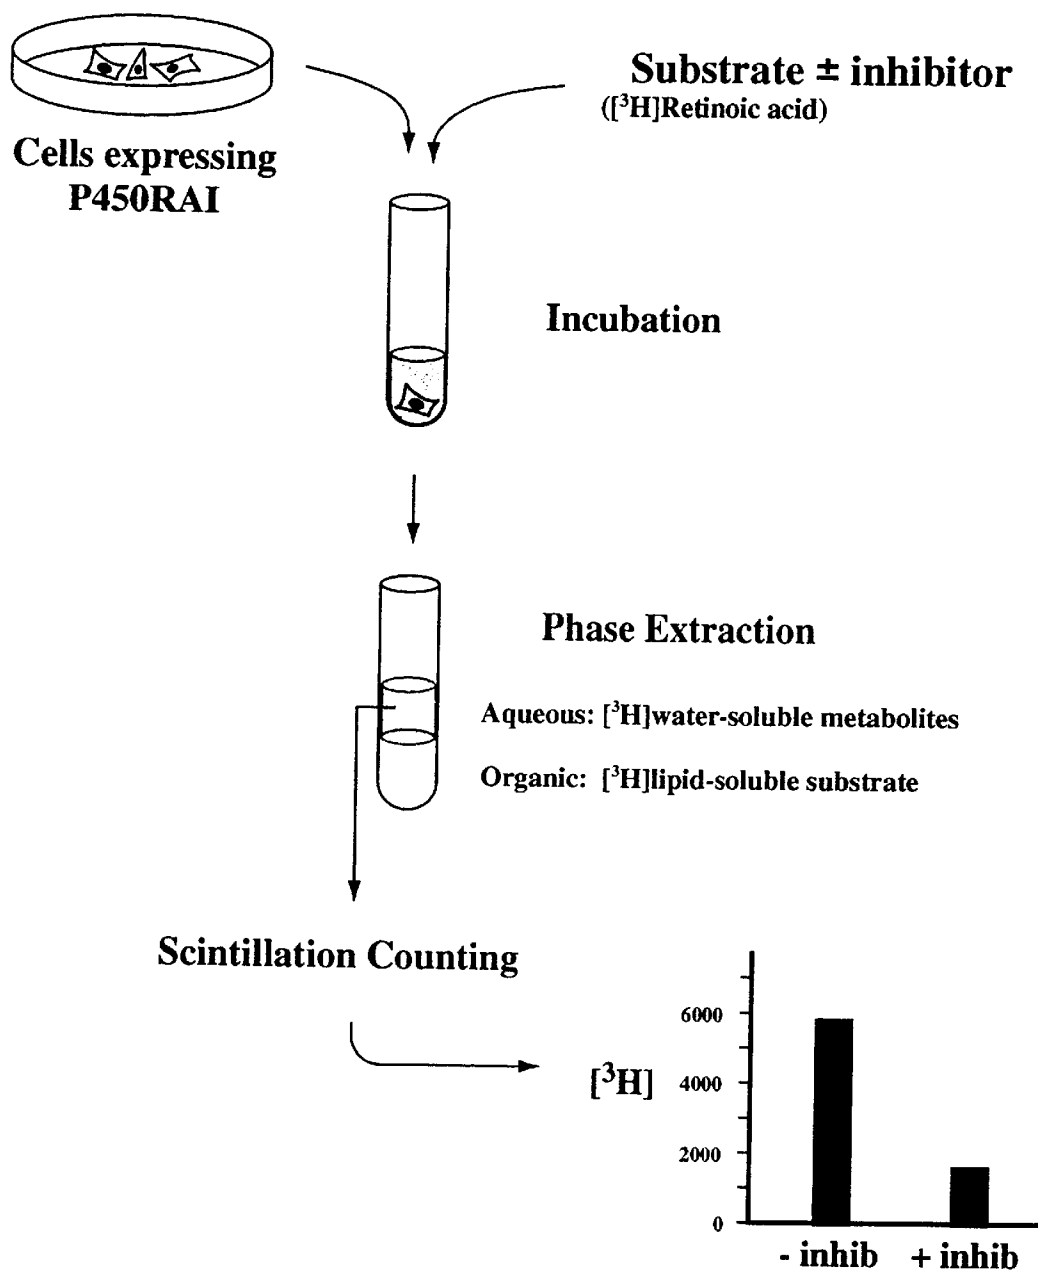 Substrate ± inhibitor
([³H]Retinoic acid)
Cells expressing
P450RAI
Incubation
Phase Extraction
Aqueous: [³H]water-soluble metabolites
Organic: [³H]lipid-soluble substrate
Scintillation Counting
[³H]
6000
4000
2000
0
- inhib + inhib